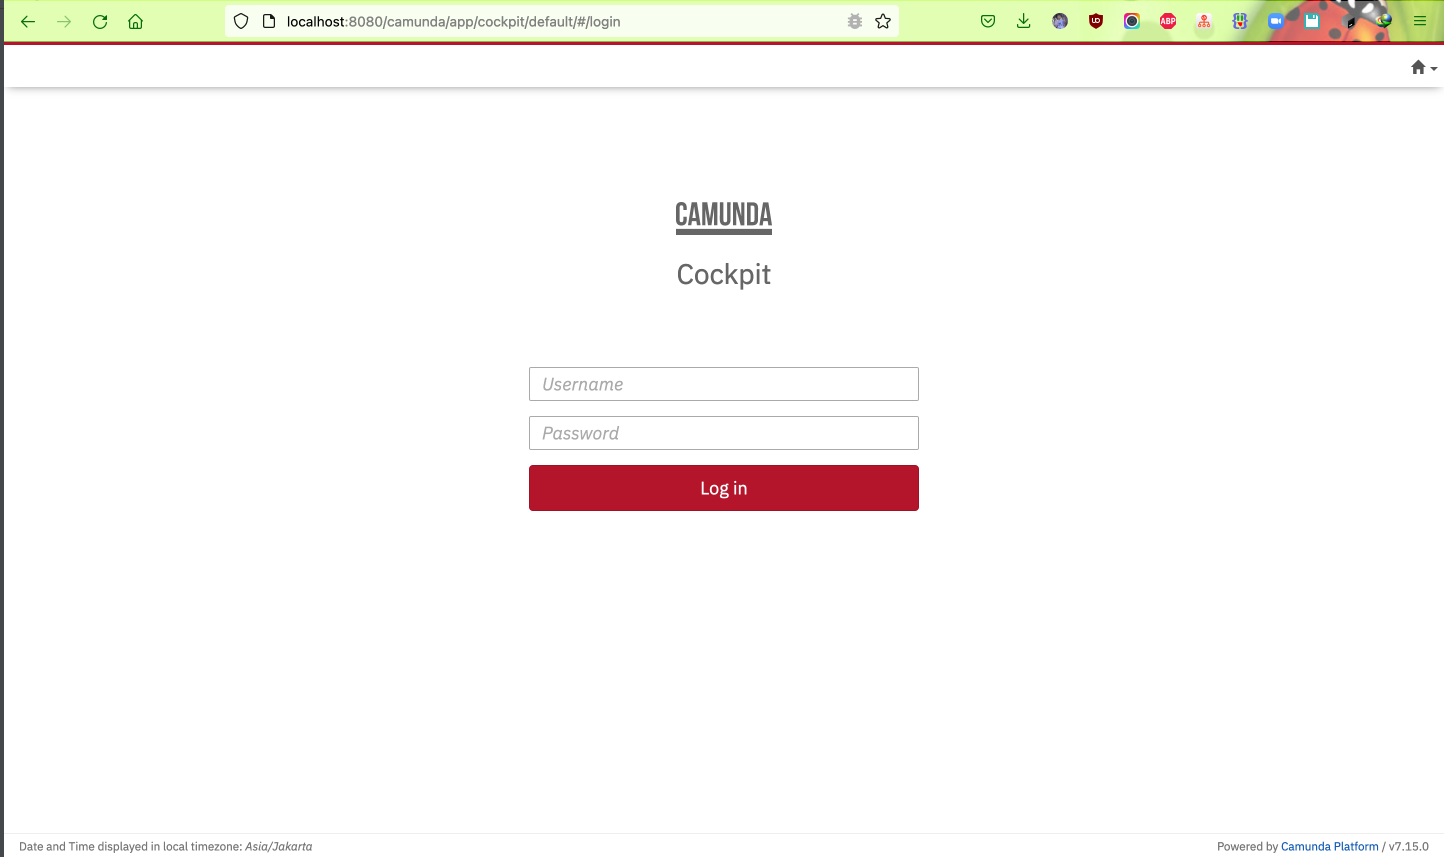 localhost:8080/camunda/app/cockpit/default/#/login
ABP
CAMUNDA
Cockpit
Username
Password
Log in
Date and Time displayed in local timezone: Asia/Jakarta
Powered by Camunda Platform / v7.15.0